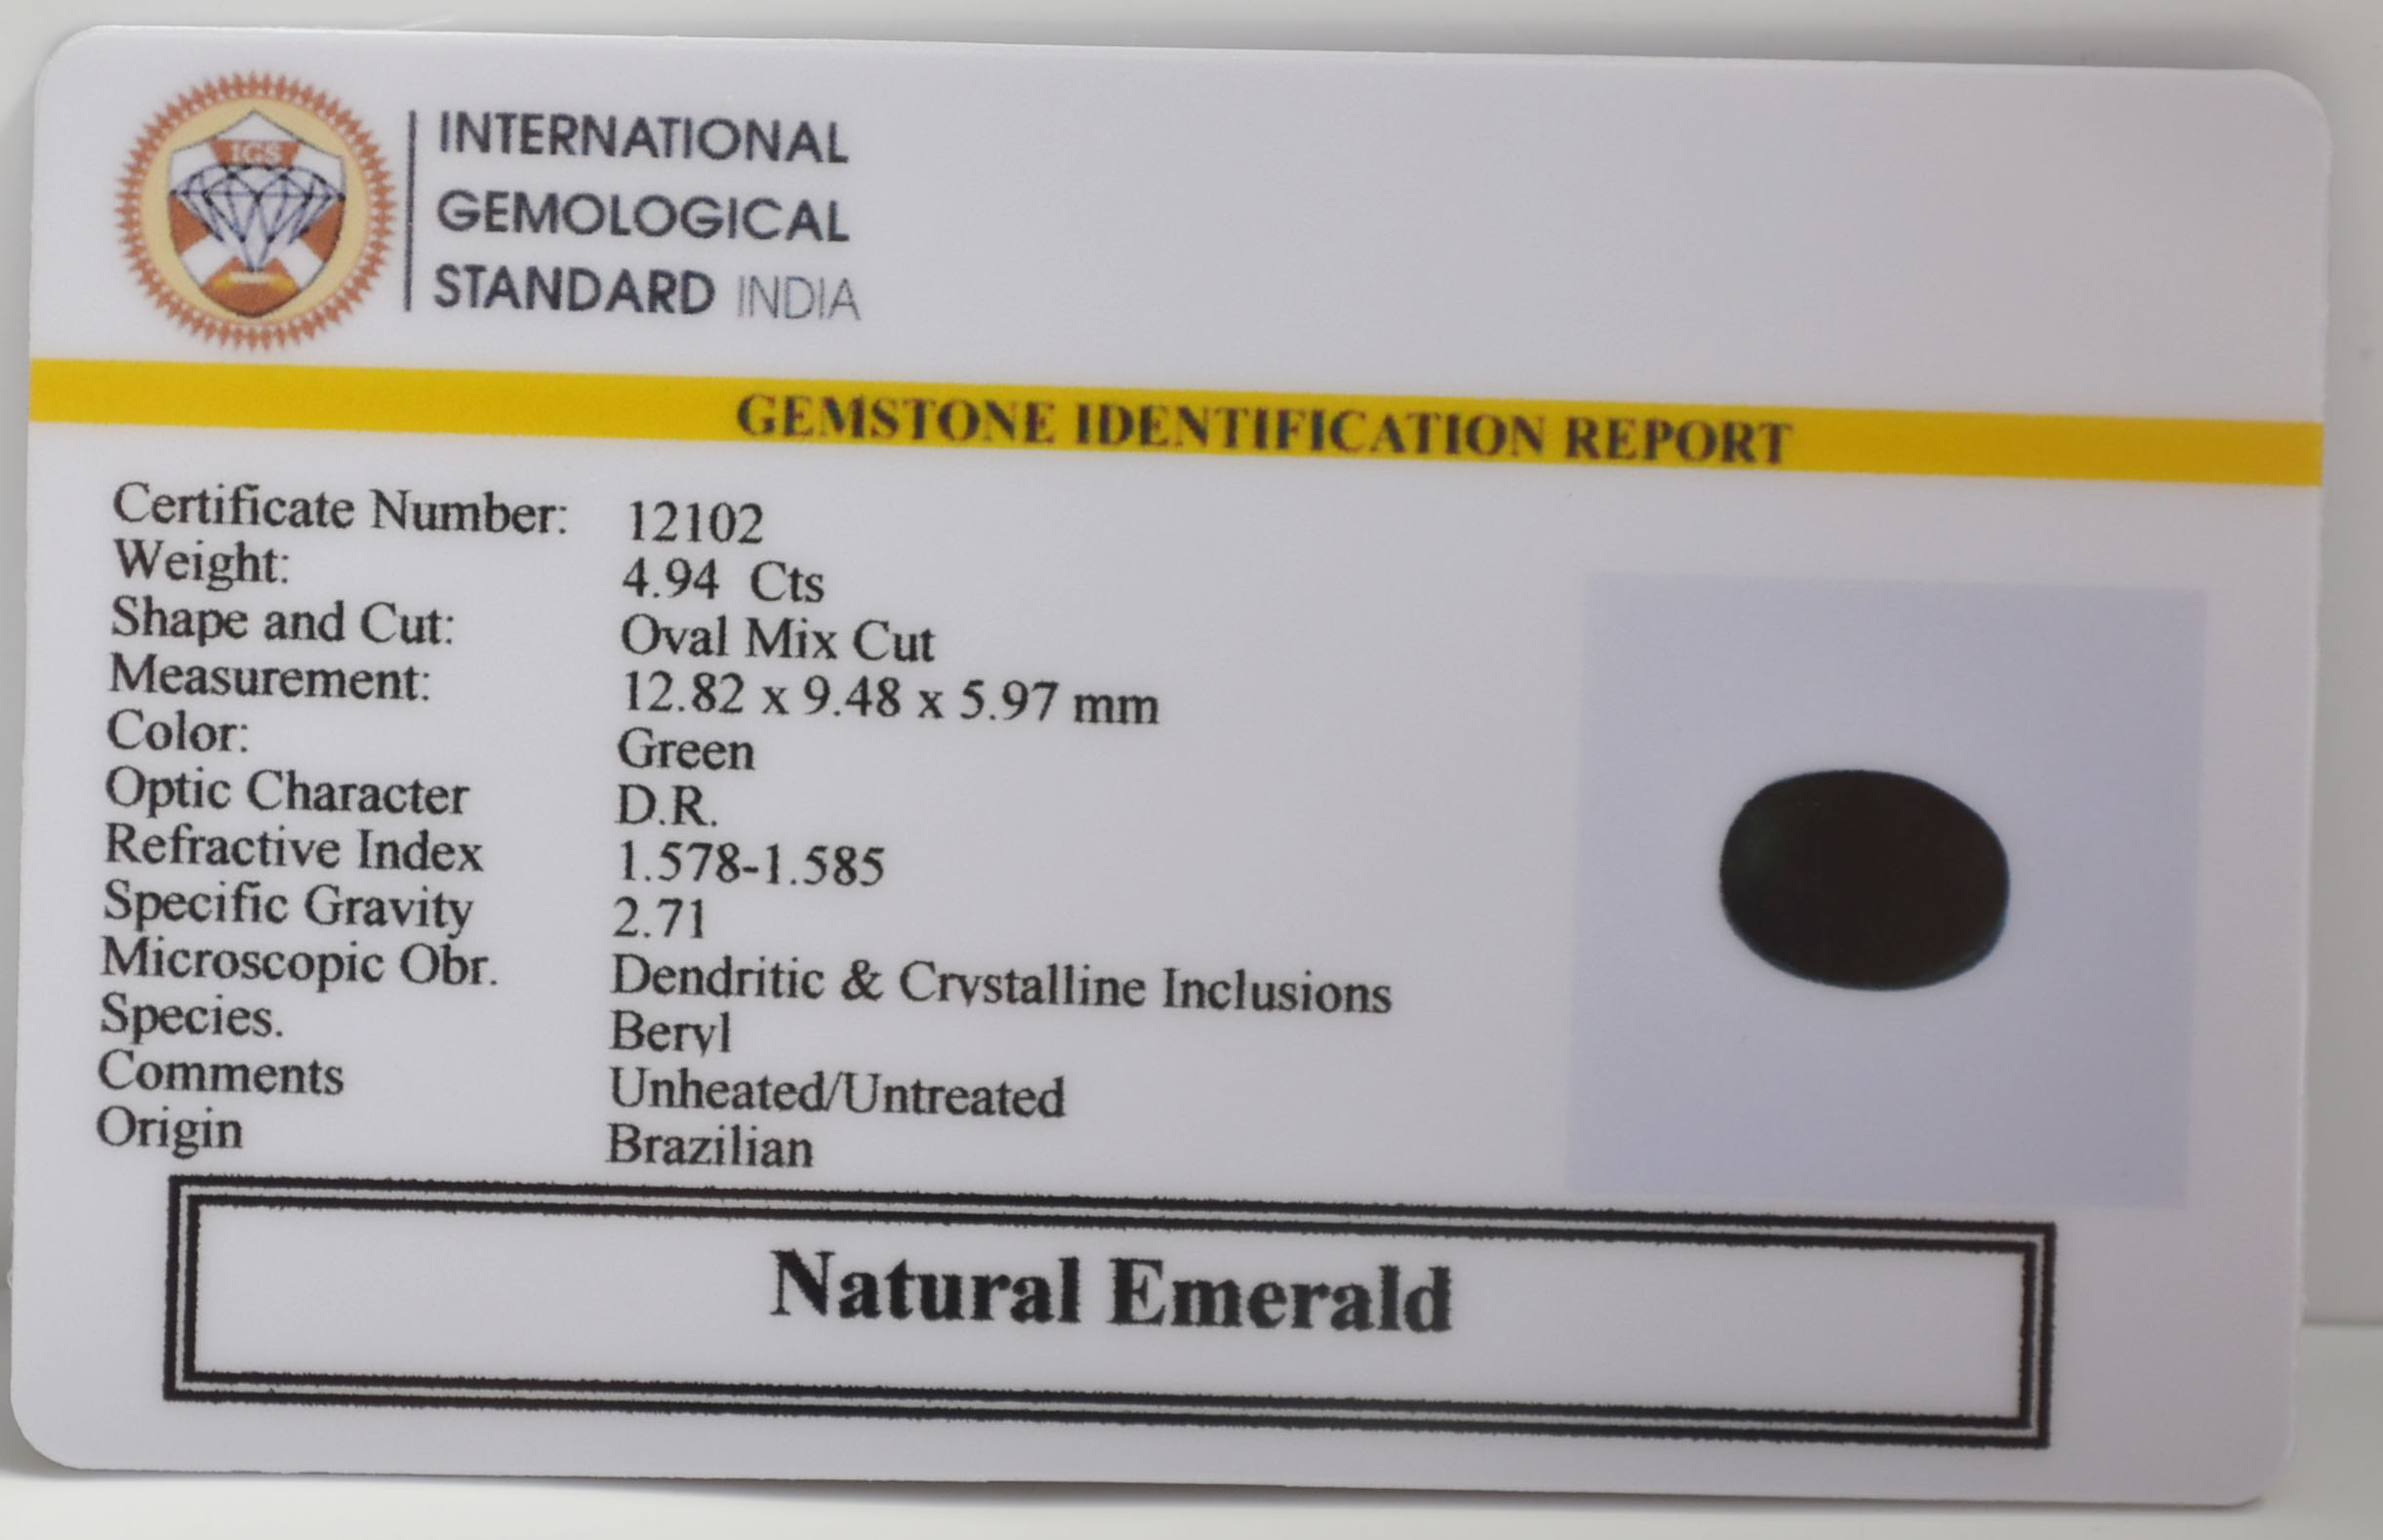 IGS
INTERNATIONAL
GEMOLOGICAL
STANDARD INDIA
GEMSTONE IDENTIFICATION REPORT
Certificate Number: 12102
Weight: 4.94 Cts
Shape and Cut: Oval Mix Cut
Measurement: 12.82 x 9.48 x 5.97 mm
Color: Green
Optic Character D.R.
Refractive Index 1.578-1.585
Specific Gravity 2.71
Microscopic Obr. Dendritic & Crystalline Inclusions
Species. Beryl
Comments Unheated/Untreated
Origin Brazilian
Natural Emerald